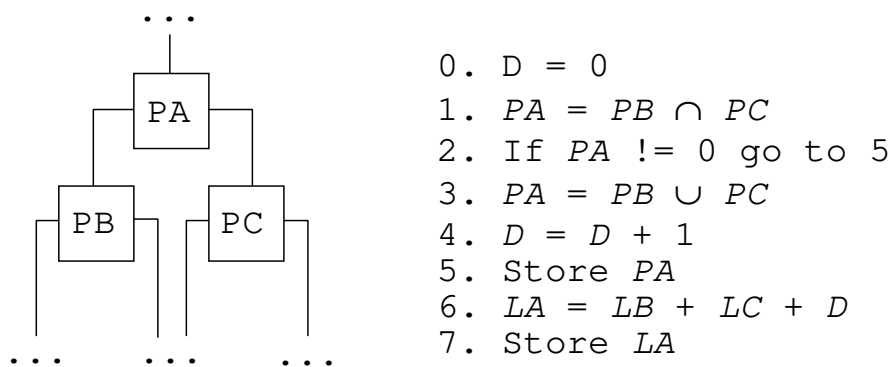 ...
PA
PB PC
... ... ...
0. D = 0
1. PA = PB ∩ PC
2. If PA != 0 go to 5
3. PA = PB ∪ PC
4. D = D + 1
5. Store PA
6. LA = LB + LC + D
7. Store LA